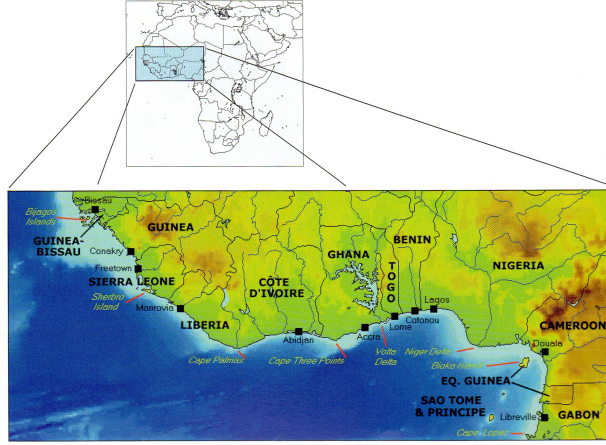 Bissau
Bijagos
Islands
GUINEA-
BISSAU
GUINEA
Conakry
Freetown
SIERRA LEONE
Sherbro
Island
Monrovia
LIBERIA
CÔTE
D'IVOIRE
GHANA
TOGO
BENIN
NIGERIA
Lagos
Cotonou
Lome
Accra
Abidjan
Cape Palmas
Cape Three Points
Volta
Delta
Niger Delta
Bioko Island
CAMEROON
Douala
EQ. GUINEA
SAO TOME
& PRINCIPE
Libreville
GABON
Cape Lopez